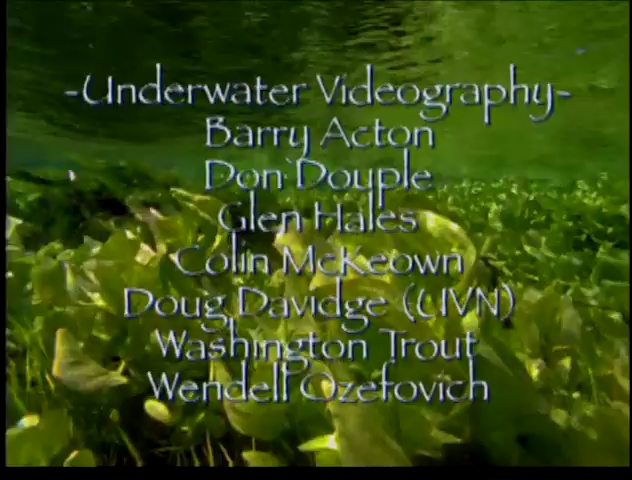 -Underwater Videography-
Barry Acton
Don Douple
Glen Hales
Colin McKeown
Doug Davidge (UVN)
Washington Trout
Wendell Ozefovich